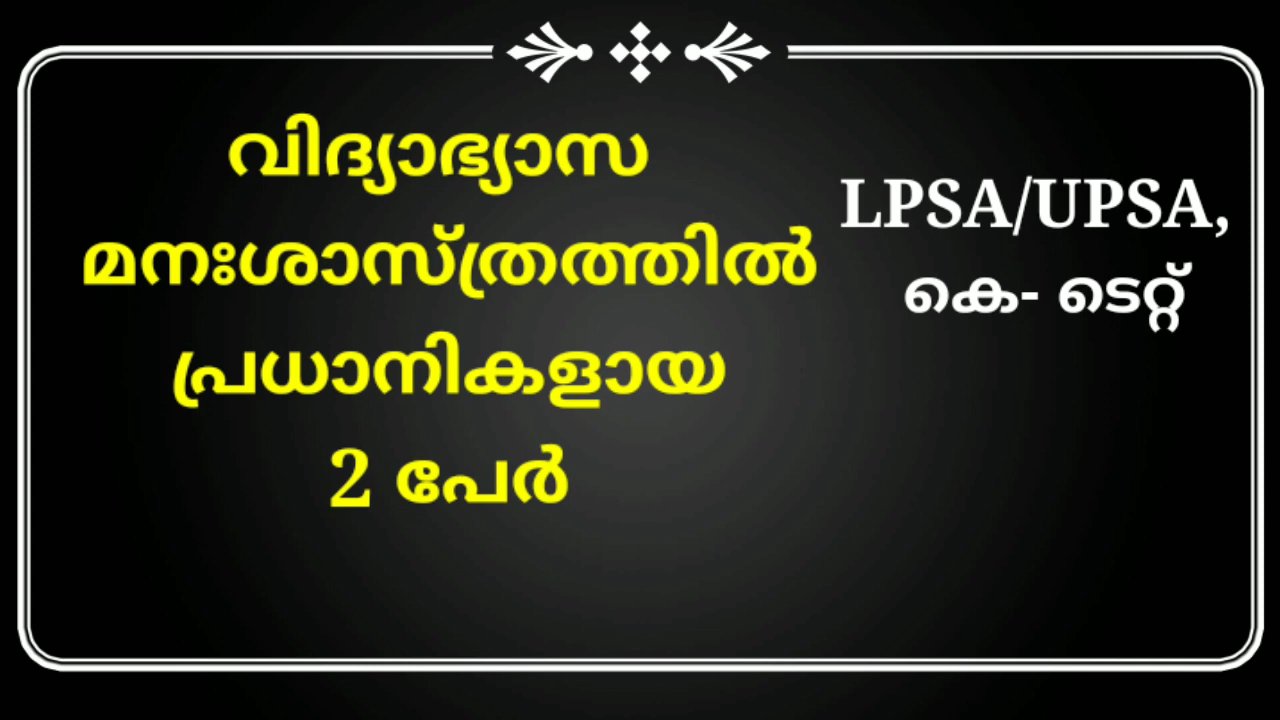 വിദ്യാഭ്യാസ
മനഃശാസ്ത്രത്തിൽ
പ്രധാനികളായ
2 പേർ
LPSA/UPSA,
കെ- ടെറ്റ്